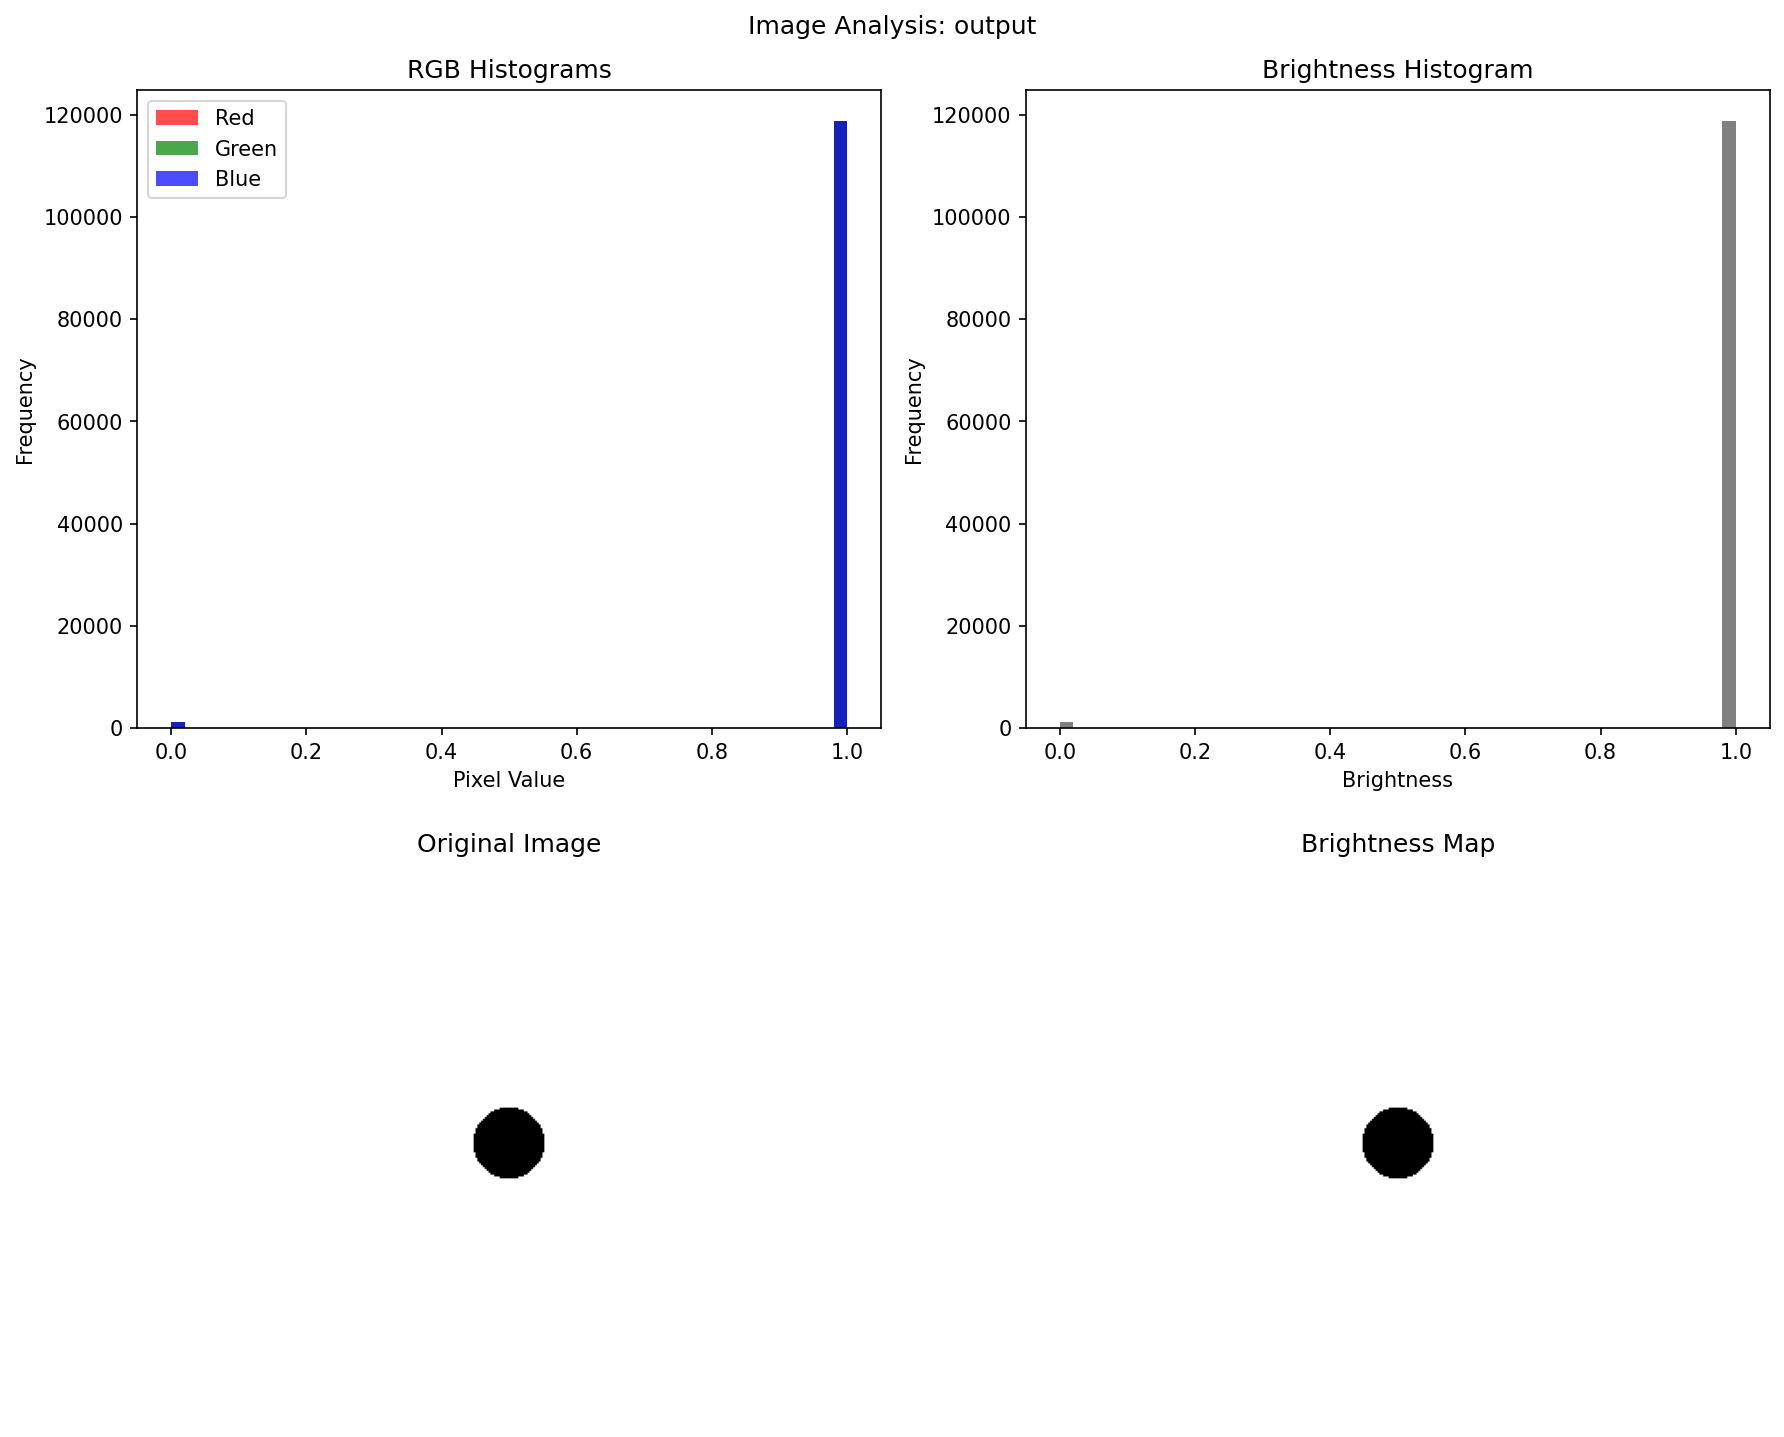 Image Analysis: output
RGB Histograms
Red
Green
Blue
120000
100000
80000
60000
40000
20000
0
Frequency
0.0 0.2 0.4 0.6 0.8 1.0
Pixel Value
Brightness Histogram
120000
100000
80000
60000
40000
20000
0
Frequency
0.0 0.2 0.4 0.6 0.8 1.0
Brightness
Original Image
Brightness Map